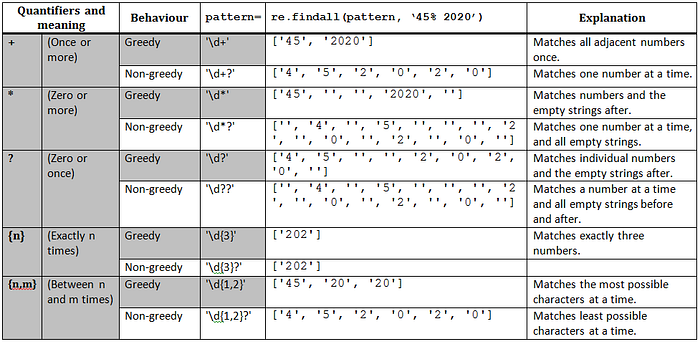 Quantifiers and meaning Behaviour pattern= re.findall(pattern, ‘45% 2020’) Explanation
+ (Once or more) Greedy '\d+' ['45', '2020'] Matches all adjacent numbers once.
Non-greedy '\d+?' ['4', '5', '2', '0', '2', '0'] Matches one number at a time.
* (Zero or more) Greedy '\d*' ['45', '', '', '2020', ''] Matches numbers and the empty strings after.
Non-greedy '\d*?' ['', '4', '', '5', '', '', '', '2
', '', '0', '', '2', '', '0', ''] Matches one number at a time, and all empty strings.
? (Zero or once) Greedy '\d?' ['4', '5', '', '', '2', '0', '2',
'0', ''] Matches individual numbers and the empty strings after.
Non-greedy '\d??' ['', '4', '', '5', '', '', '', '2
', '', '0', '', '2', '', '0', ''] Matches a number at a time and all empty strings before and after.
{n} (Exactly n times) Greedy '\d{3}' ['202'] Matches exactly three numbers.
Non-greedy '\d{3}?' ['202']
{n,m} (Between n and m times) Greedy '\d{1,2}' ['45', '20', '20'] Matches the most possible characters at a time.
Non-greedy '\d{1,2}?' ['4', '5', '2', '0', '2', '0'] Matches least possible characters at a time.